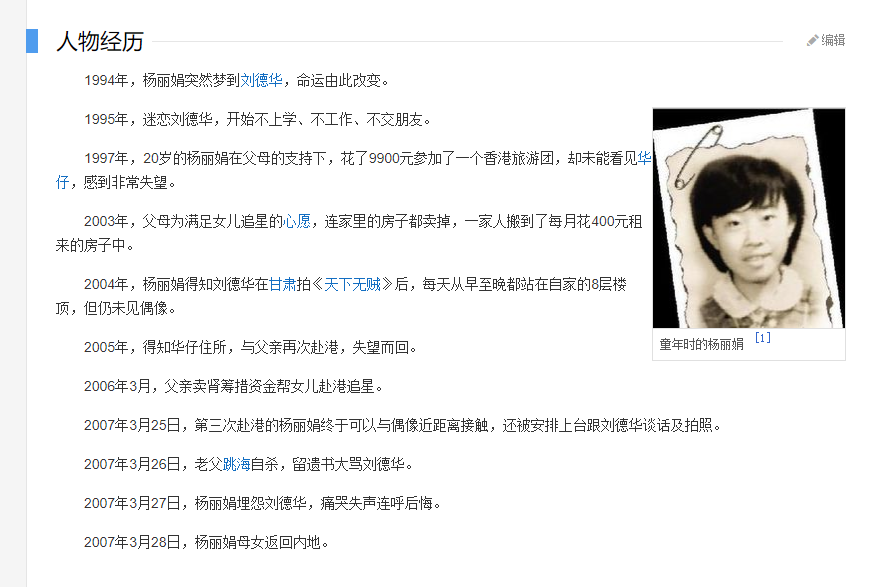 人物经历
编辑
1994年，杨丽娟突然梦到刘德华，命运由此改变。
1995年，迷恋刘德华，开始不上学、不工作、不交朋友。
1997年，20岁的杨丽娟在父母的支持下，花了9900元参加了一个香港旅游团，却未能看见华
仔，感到非常失望。
2003年，父母为满足女儿追星的心愿，连家里的房子都卖掉，一家人搬到了每月花400元租
来的房子中。
2004年，杨丽娟得知刘德华在甘肃拍《天下无贼》后，每天从早至晚都站在自家的8层楼
顶，但仍未见偶像。
2005年，得知华仔住所，与父亲再次赴港，失望而回。
2006年3月，父亲卖肾筹措资金帮女儿赴港追星。
2007年3月25日，第三次赴港的杨丽娟终于可以与偶像近距离接触，还被安排上台跟刘德华谈话及拍照。
2007年3月26日，老父跳海自杀，留遗书大骂刘德华。
2007年3月27日，杨丽娟埋怨刘德华，痛哭失声连呼后悔。
2007年3月28日，杨丽娟母女返回内地。
童年时的杨丽娟 [1]